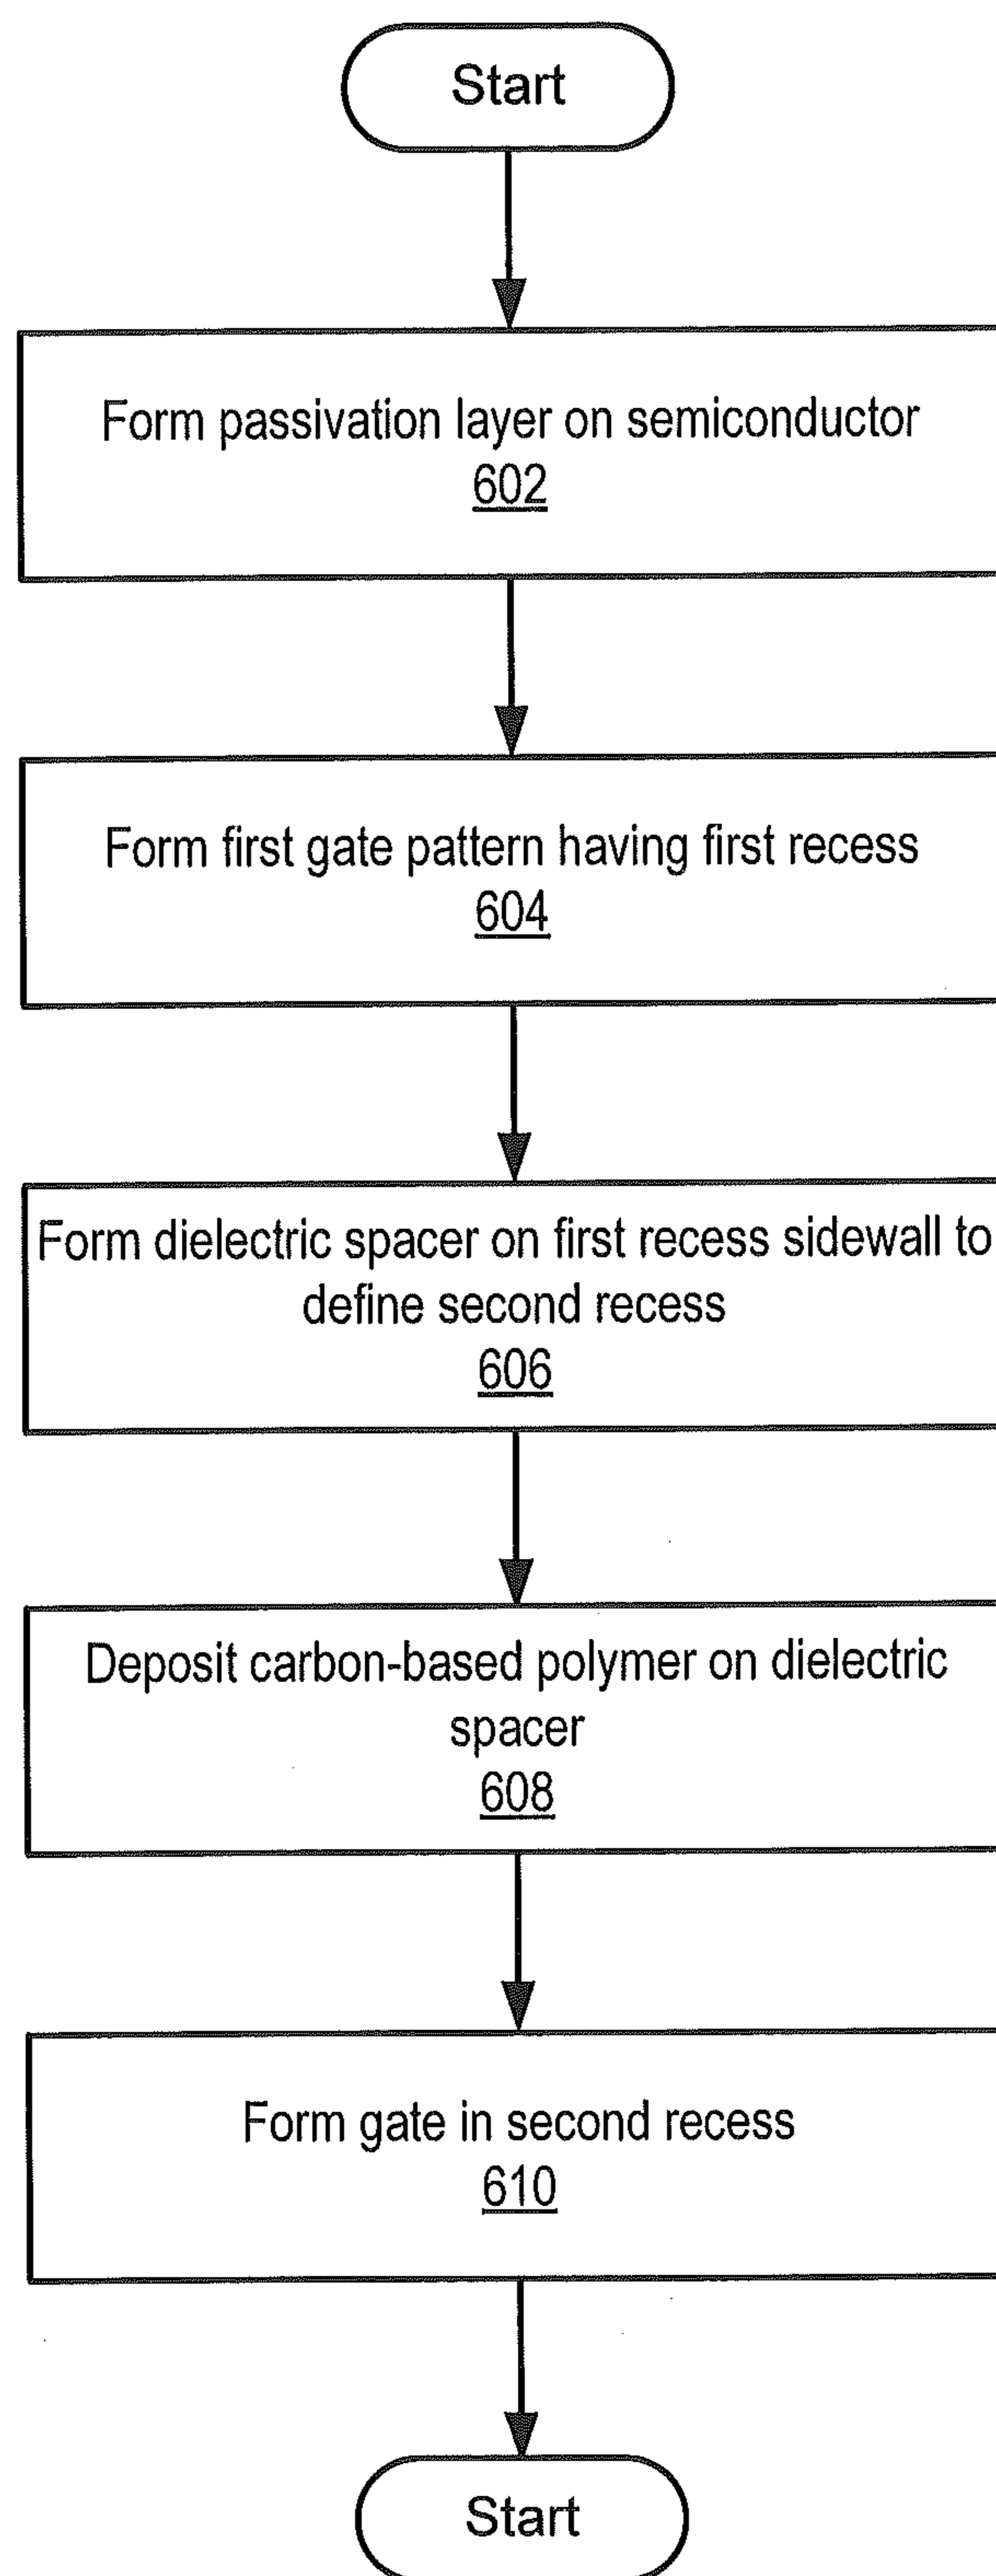 Start
Form passivation layer on semiconductor
602
Form first gate pattern having first recess
604
Form dielectric spacer on first recess sidewall to
define second recess
606
Deposit carbon-based polymer on dielectric
spacer
608
Form gate in second recess
610
Start